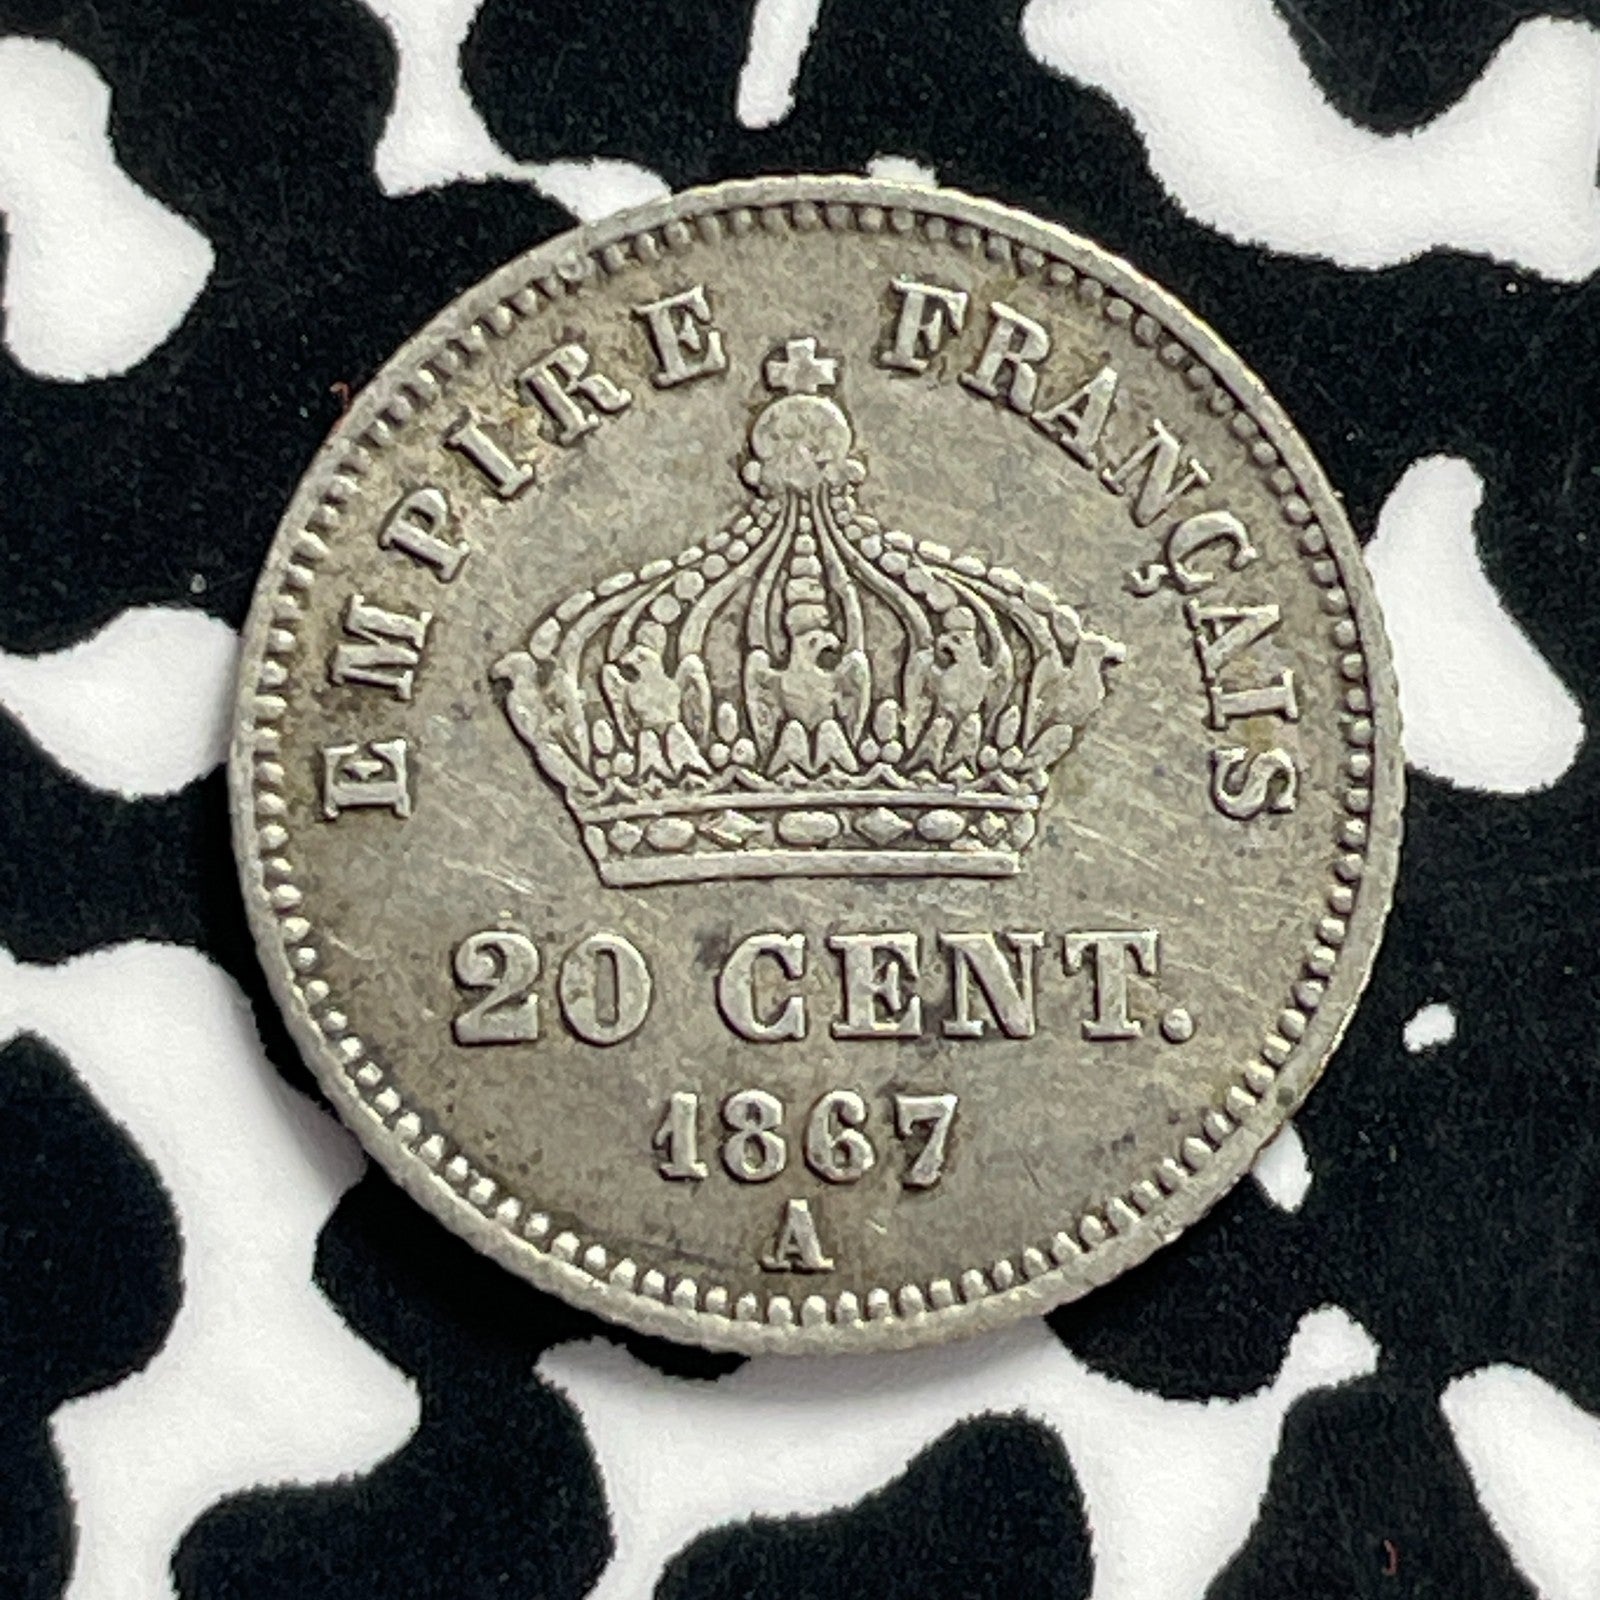 EMPIRE FRANÇAIS
20 CENT.
1867
A